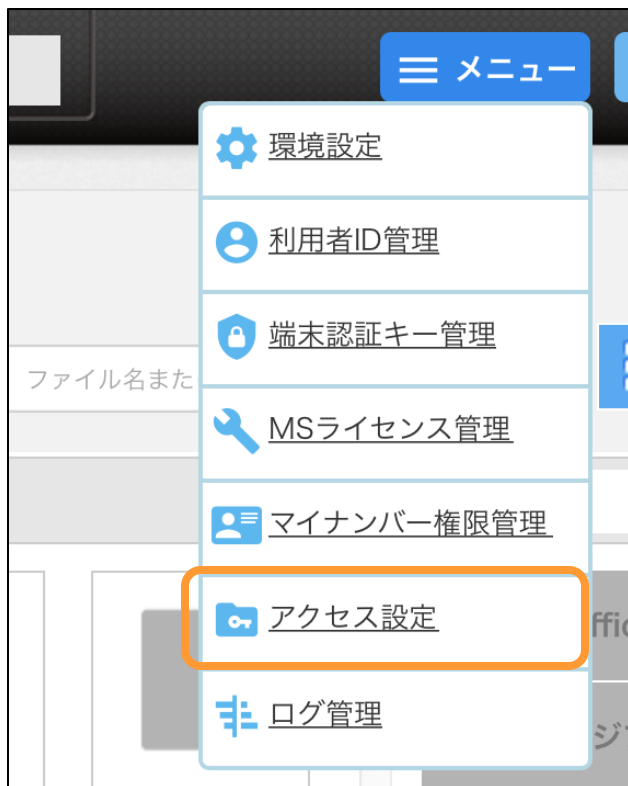 メニュー
環境設定
利用者ID管理
端末認証キー管理
ファイル名また
MSライセンス管理
マイナンバー権限管理
アクセス設定
ログ管理